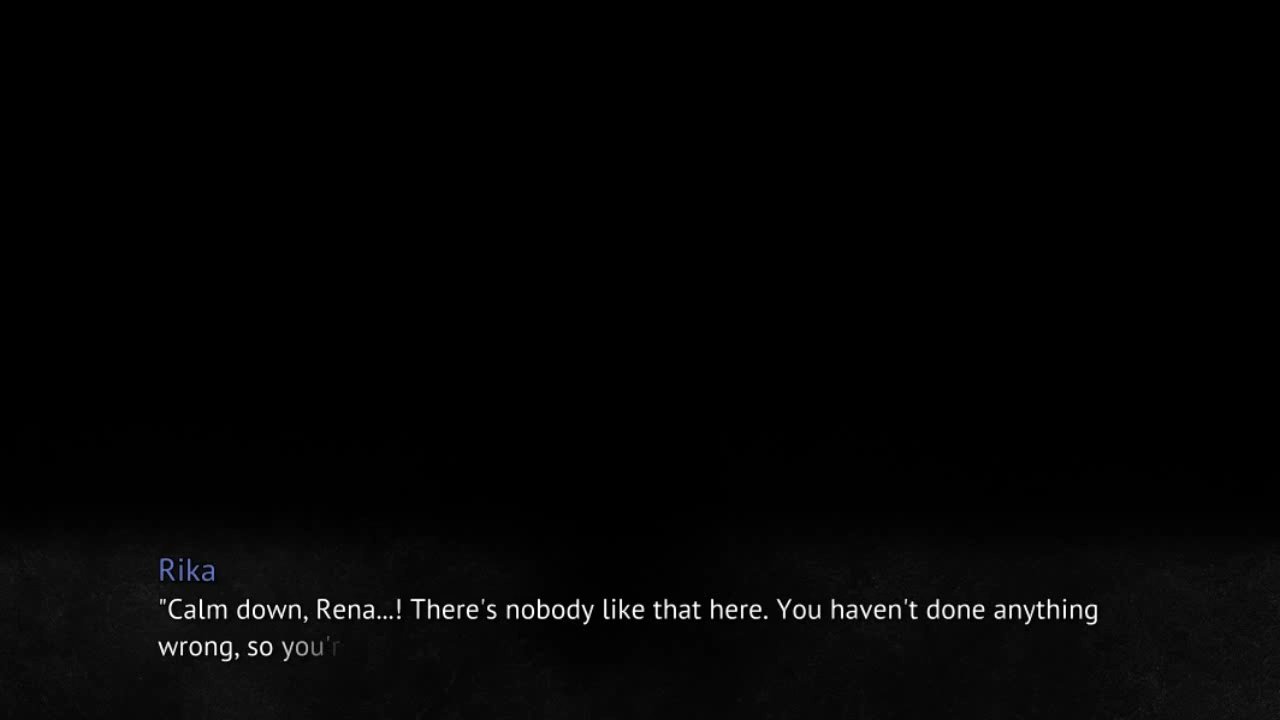 Rika
"Calm down, Rena...! There's nobody like that here. You haven't done anything
wrong, so you'r